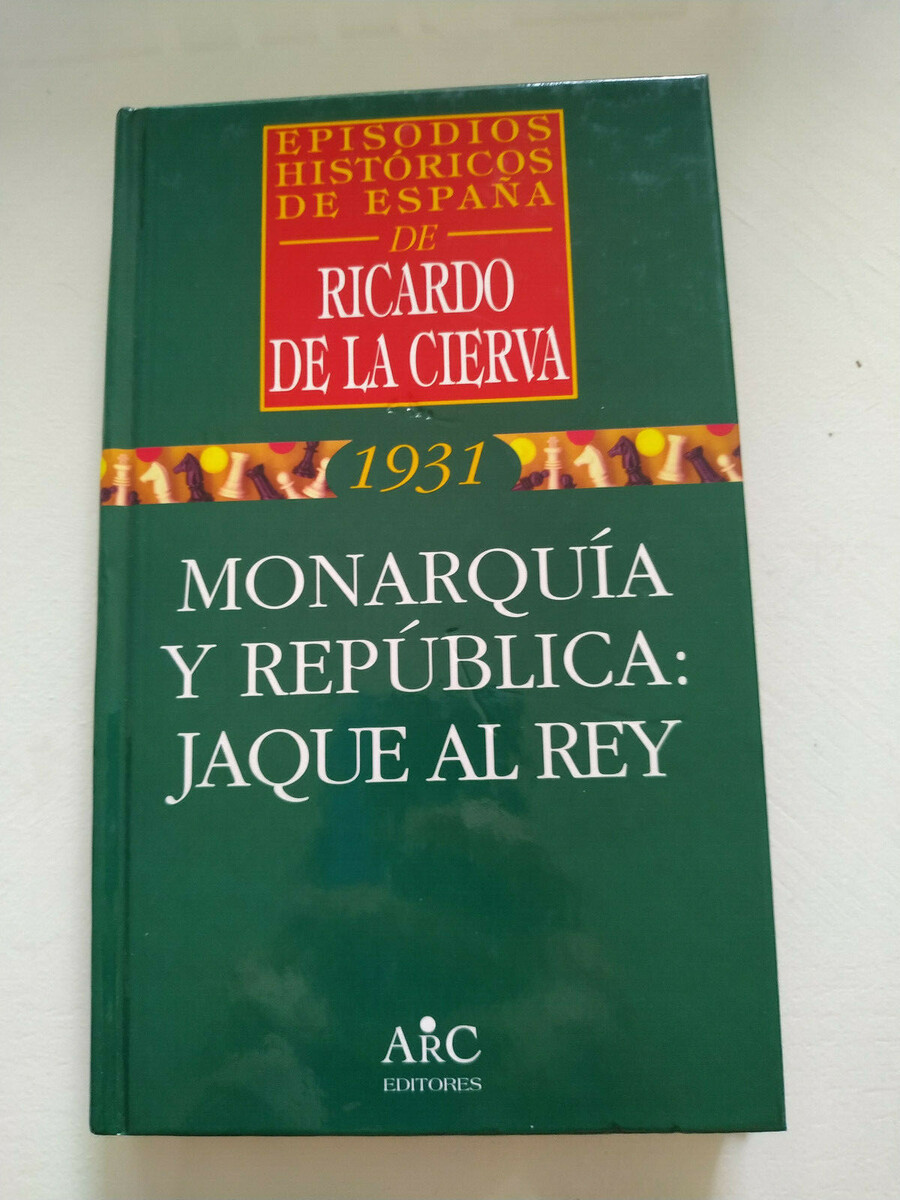 EPISODIOS
HISTÓRICOS
DE ESPAÑA
DE
RICARDO
DE LA CIERVA
1931
MONARQUÍA
Y REPÚBLICA:
JAQUE AL REY
ARC
EDITORES